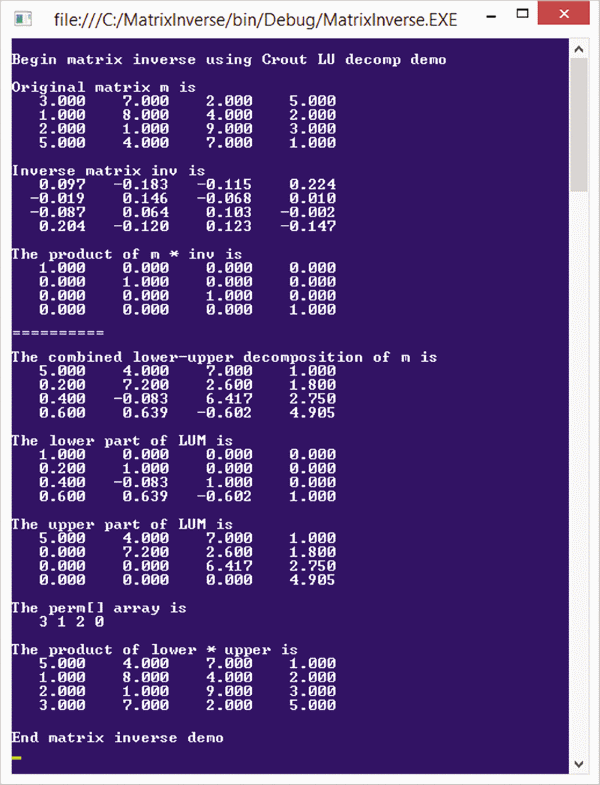 file:///C:/MatrixInverse/bin/Debug/MatrixInverse.EXE
Begin matrix inverse using Crout LU decomp demo
Original matrix m is
3.000 7.000 2.000 5.000
1.000 8.000 4.000 2.000
2.000 1.000 9.000 3.000
5.000 4.000 7.000 1.000
Inverse matrix inv is
0.097 -0.183 -0.115 0.224
-0.019 0.146 -0.068 0.010
-0.087 0.064 0.103 -0.002
0.204 -0.120 0.123 -0.147
The product of m * inv is
1.000 0.000 0.000 0.000
0.000 1.000 0.000 0.000
0.000 0.000 1.000 0.000
0.000 0.000 0.000 1.000
==========
The combined lower-upper decomposition of m is
5.000 4.000 7.000 1.000
0.200 7.200 2.600 1.800
0.400 -0.083 6.417 2.750
0.600 0.639 -0.602 4.905
The lower part of LUM is
1.000 0.000 0.000 0.000
0.200 1.000 0.000 0.000
0.400 -0.083 1.000 0.000
0.600 0.639 -0.602 1.000
The upper part of LUM is
5.000 4.000 7.000 1.000
0.000 7.200 2.600 1.800
0.000 0.000 6.417 2.750
0.000 0.000 0.000 4.905
The perm[] array is
3 1 2 0
The product of lower * upper is
5.000 4.000 7.000 1.000
1.000 8.000 4.000 2.000
2.000 1.000 9.000 3.000
3.000 7.000 2.000 5.000
End matrix inverse demo